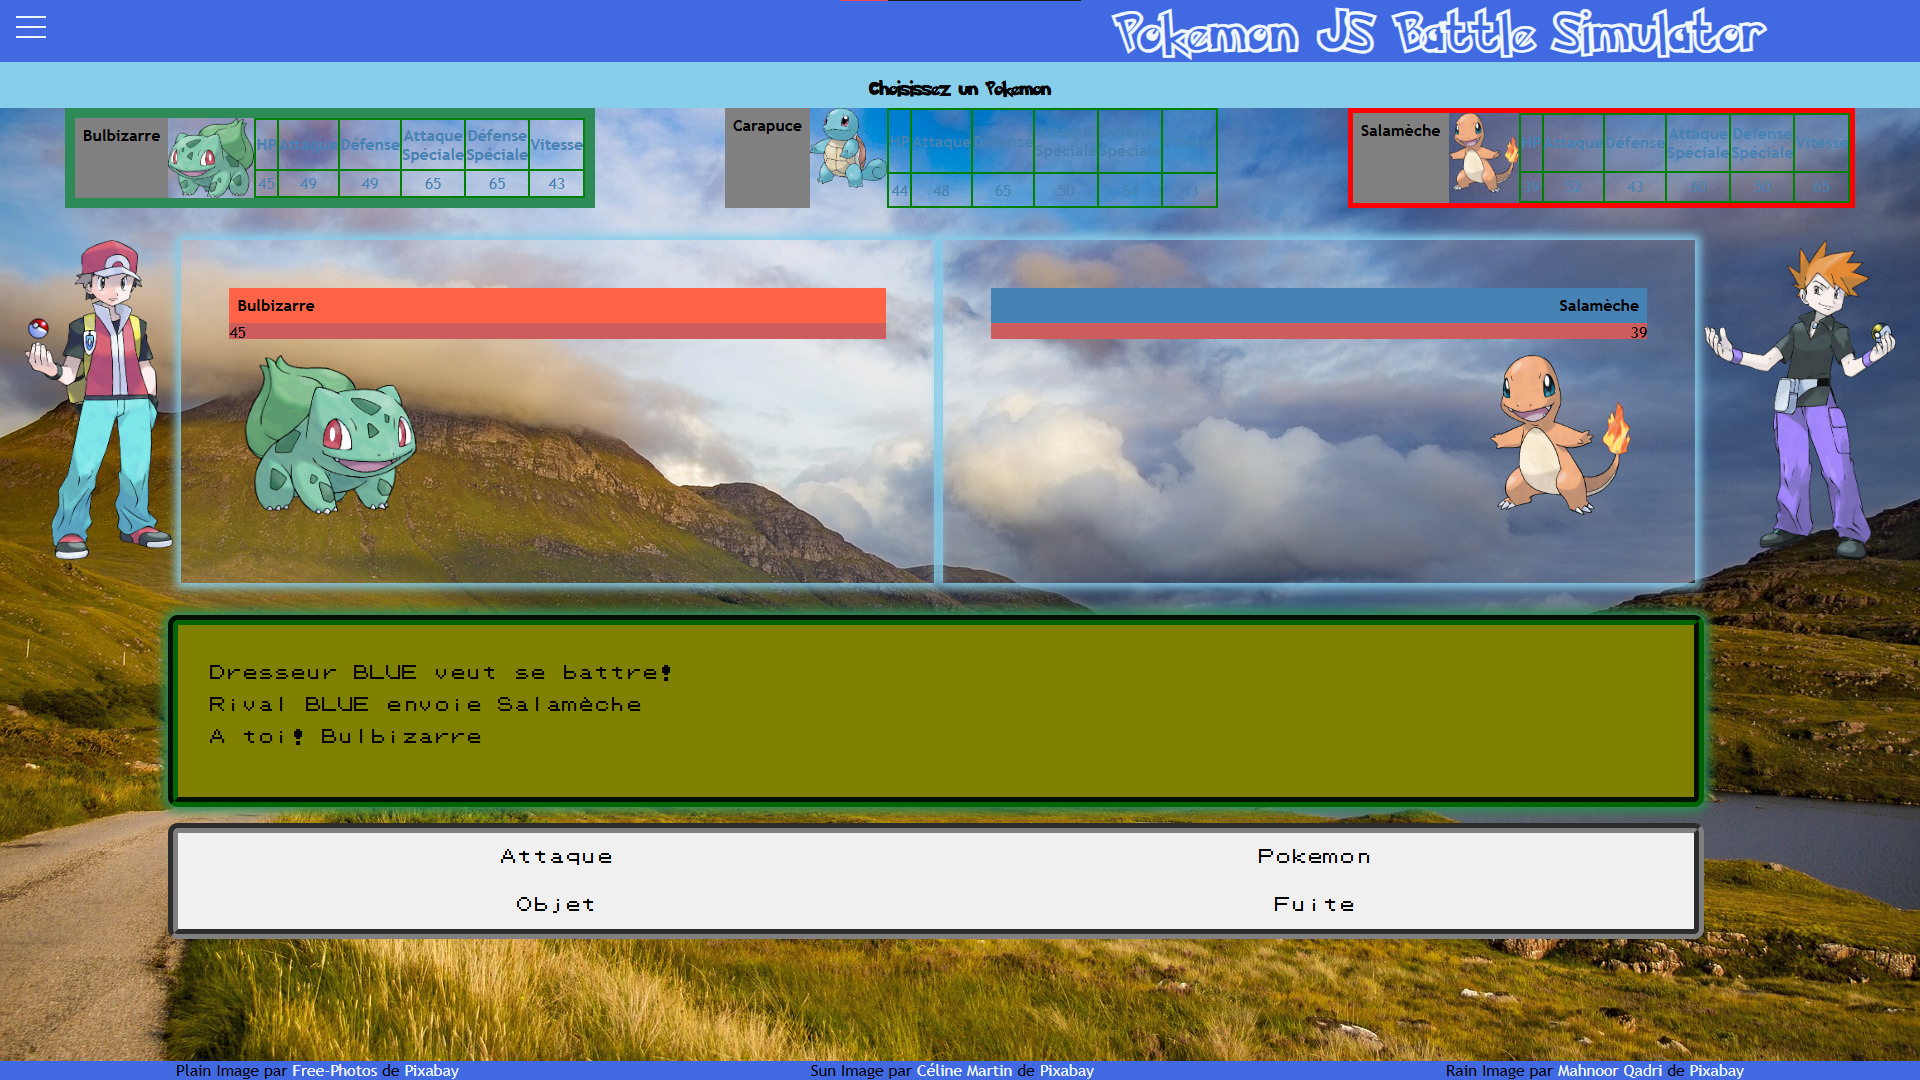 Pokemon JS Battle Simulator
Choisissez un Pokemon
Bulbizarre
HP Attaque Défense Attaque Spéciale Défense Spéciale Vitesse
45 49 49 65 65 43
Carapuce
HP Attaque Défense Attaque Spéciale Défense Spéciale Vitesse
44 48 65 50 64 43
Salamèche
HP Attaque Défense Attaque Spéciale Défense Spéciale Vitesse
39 52 43 60 50 65
Bulbizarre
45
Salamèche
39
Dresseur BLUE veut se battre!
Rival BLUE envoie Salamèche
A toi! Bulbizarre
Attaque
Pokemon
Objet
Fuite
Plain Image par Free-Photos de Pixabay
Sun Image par Céline Martin de Pixabay
Rain Image par Mahnoor Qadri de Pixabay